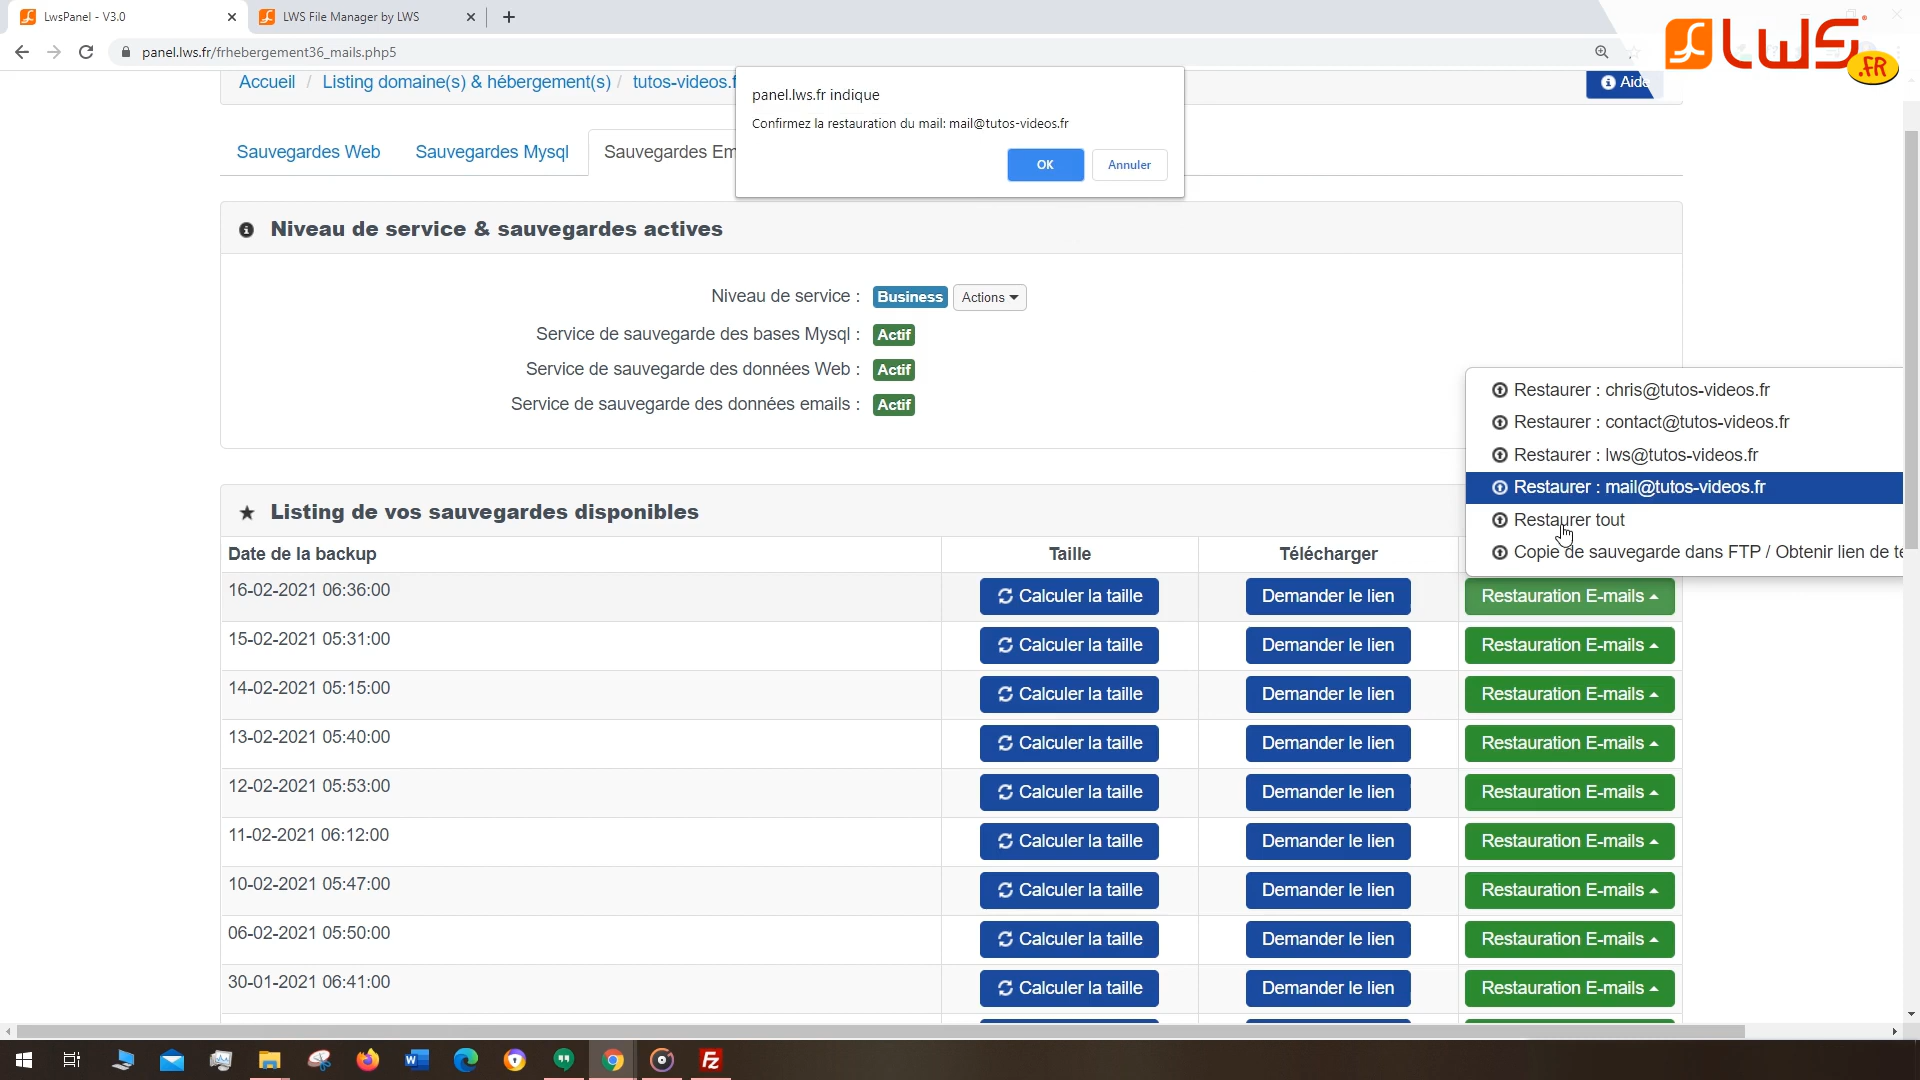 LwsPanel - V3.0
LWS File Manager by LWS
panel.lws.fr/frhebergement36_mails.php5
LWS
.FR
Accueil / Listing domaine(s) & hébergement(s) / tutos-videos.f
Aide
panel.lws.fr indique
Confirmez la restauration du mail: mail@tutos-videos.fr
OK
Annuler
Sauvegardes Web
Sauvegardes Mysql
Sauvegardes Em
Niveau de service & sauvegardes actives
Niveau de service : Business Actions
Service de sauvegarde des bases Mysql : Actif
Service de sauvegarde des données Web : Actif
Service de sauvegarde des données emails : Actif
Restaurer : chris@tutos-videos.fr
Restaurer : contact@tutos-videos.fr
Restaurer : lws@tutos-videos.fr
Restaurer : mail@tutos-videos.fr
Restaurer tout
Copie de sauvegarde dans FTP / Obtenir lien de te
Listing de vos sauvegardes disponibles
Date de la backup Taille Télécharger
16-02-2021 06:36:00 Calculer la taille Demander le lien Restauration E-mails
15-02-2021 05:31:00 Calculer la taille Demander le lien Restauration E-mails
14-02-2021 05:15:00 Calculer la taille Demander le lien Restauration E-mails
13-02-2021 05:40:00 Calculer la taille Demander le lien Restauration E-mails
12-02-2021 05:53:00 Calculer la taille Demander le lien Restauration E-mails
11-02-2021 06:12:00 Calculer la taille Demander le lien Restauration E-mails
10-02-2021 05:47:00 Calculer la taille Demander le lien Restauration E-mails
06-02-2021 05:50:00 Calculer la taille Demander le lien Restauration E-mails
30-01-2021 06:41:00 Calculer la taille Demander le lien Restauration E-mails